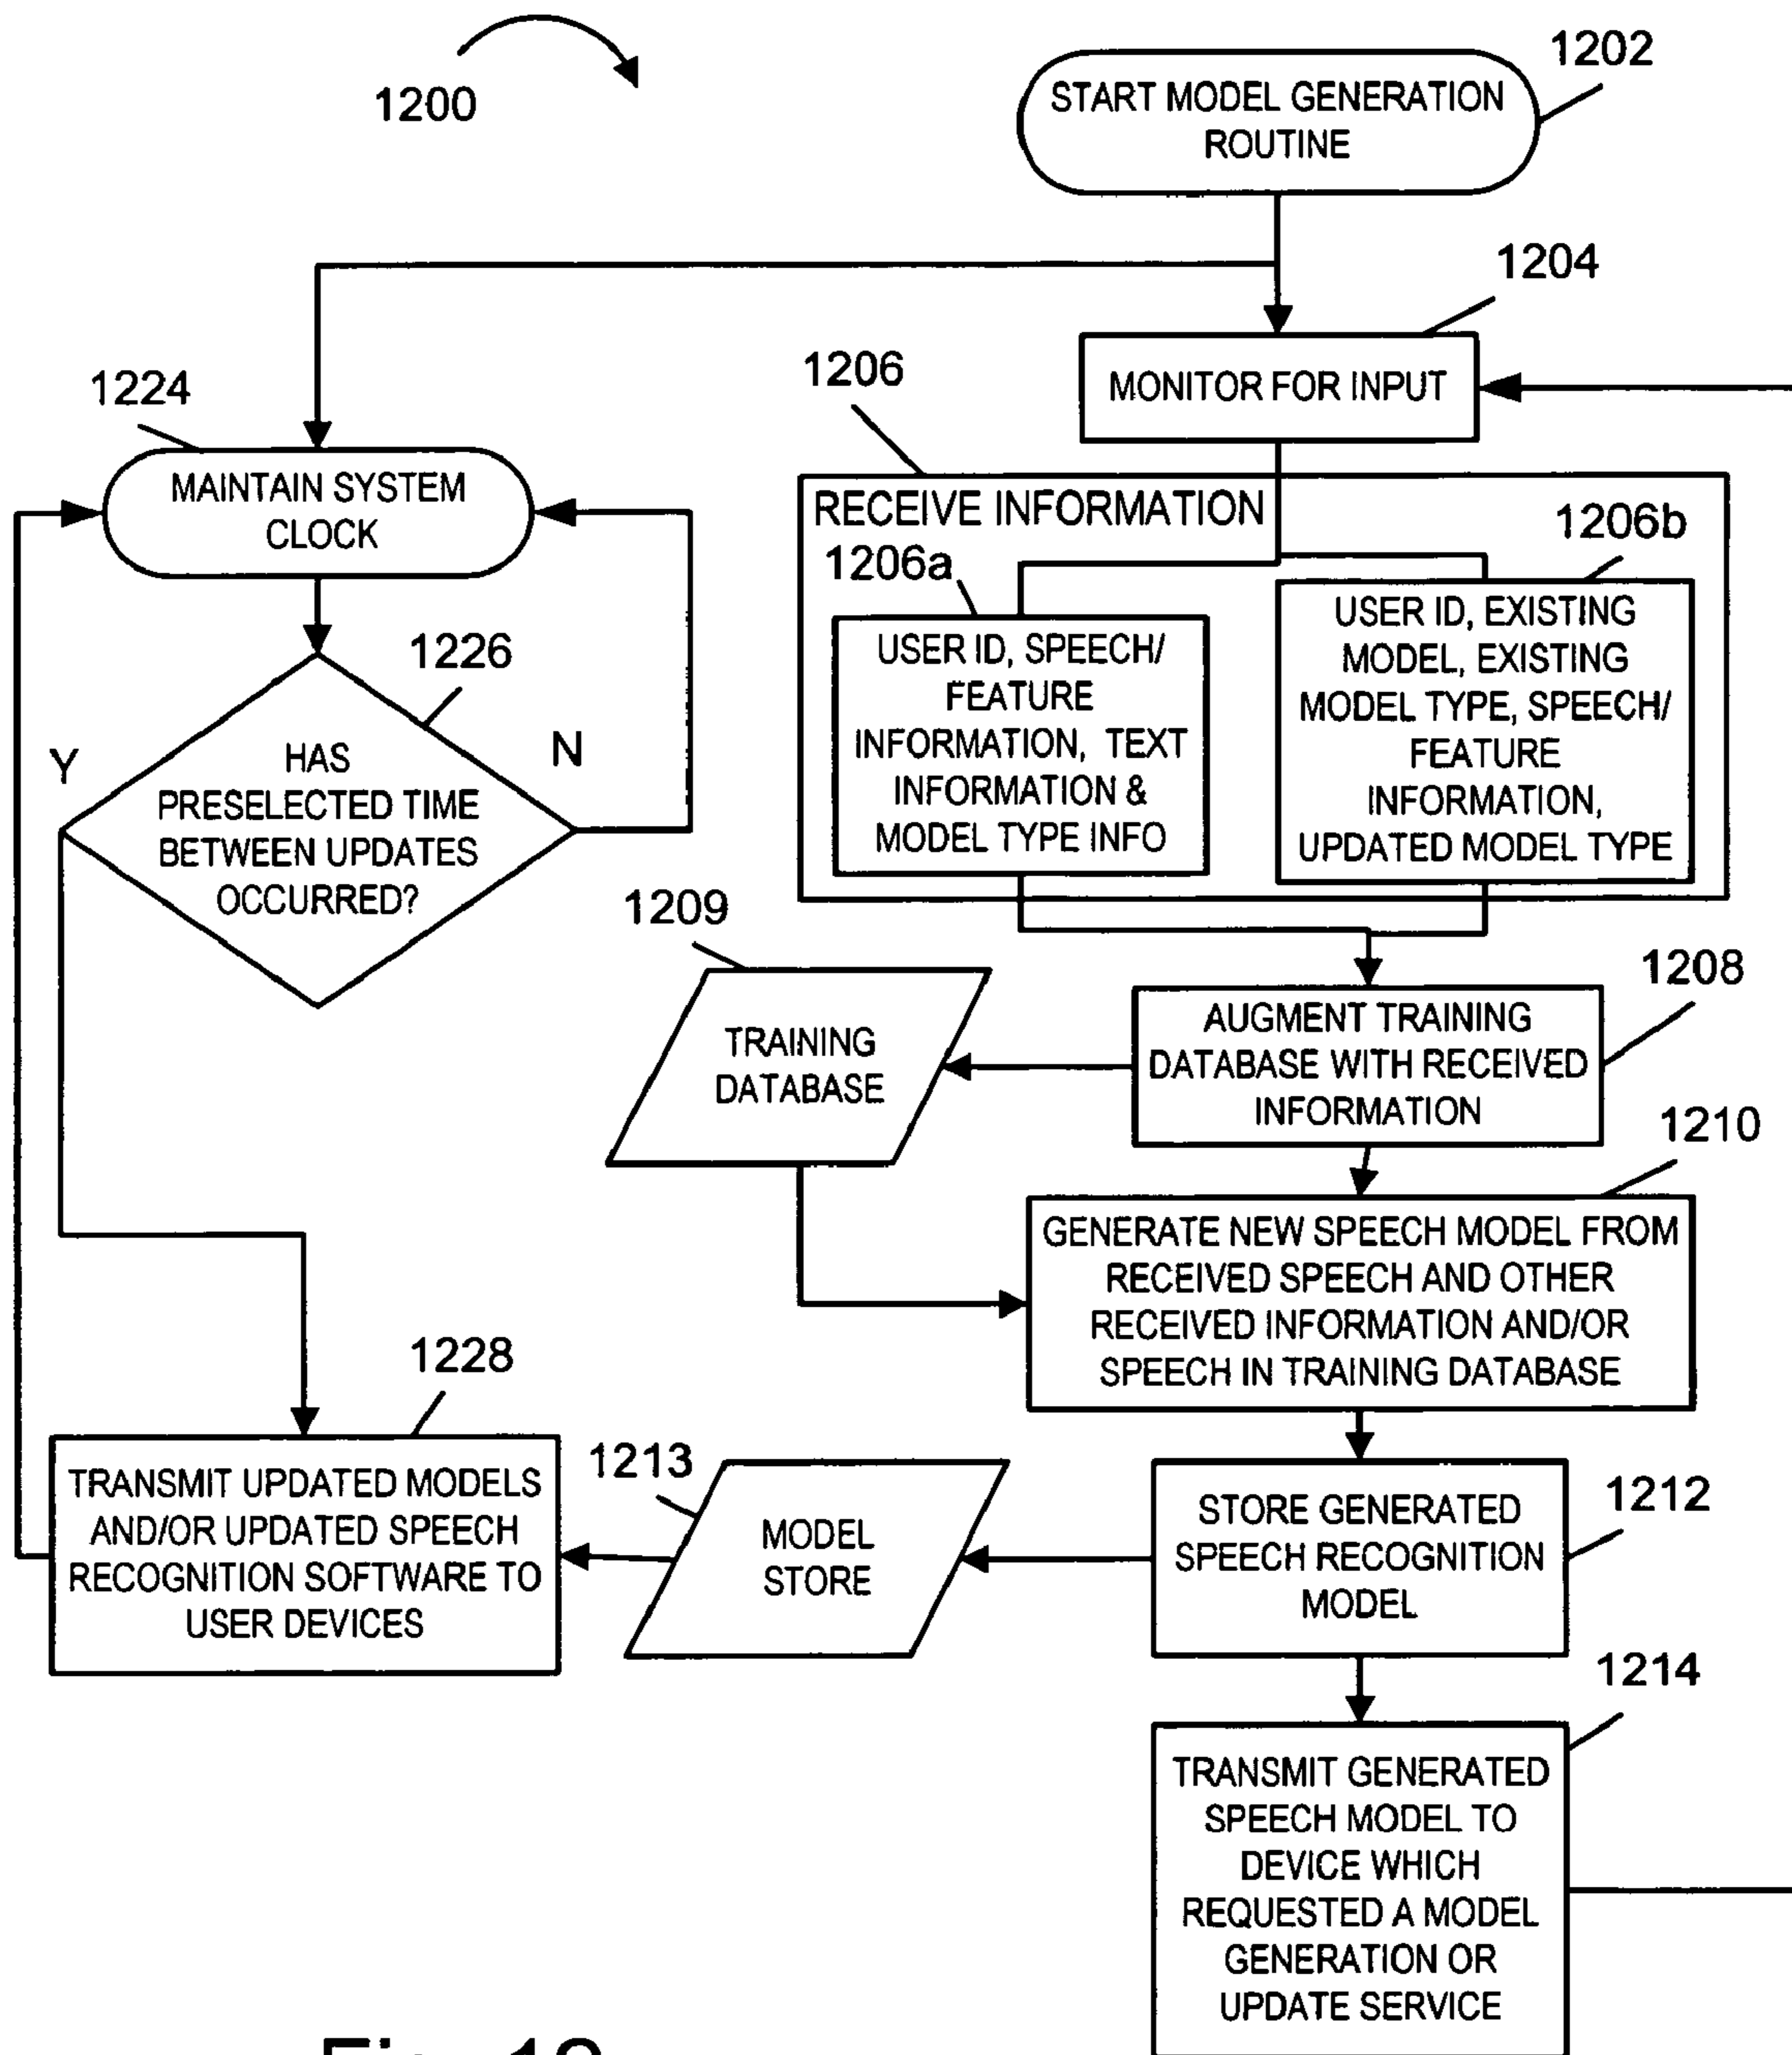 1200
1202
START MODEL GENERATION
ROUTINE
1204
MONITOR FOR INPUT
1206
RECEIVE INFORMATION
1206a
USER ID, SPEECH/
FEATURE
INFORMATION, TEXT
INFORMATION &
MODEL TYPE INFO
1206b
USER ID, EXISTING
MODEL, EXISTING
MODEL TYPE, SPEECH/
FEATURE
INFORMATION,
UPDATED MODEL TYPE
1224
MAINTAIN SYSTEM
CLOCK
1226
Y
N
HAS
PRESELECTED TIME
BETWEEN UPDATES
OCCURRED?
1209
TRAINING
DATABASE
1208
AUGMENT TRAINING
DATABASE WITH RECEIVED
INFORMATION
1210
GENERATE NEW SPEECH MODEL FROM
RECEIVED SPEECH AND OTHER
RECEIVED INFORMATION AND/OR
SPEECH IN TRAINING DATABASE
1228
TRANSMIT UPDATED MODELS
AND/OR UPDATED SPEECH
RECOGNITION SOFTWARE TO
USER DEVICES
1213
MODEL
STORE
1212
STORE GENERATED
SPEECH RECOGNITION
MODEL
1214
TRANSMIT GENERATED
SPEECH MODEL TO
DEVICE WHICH
REQUESTED A MODEL
GENERATION OR
UPDATE SERVICE